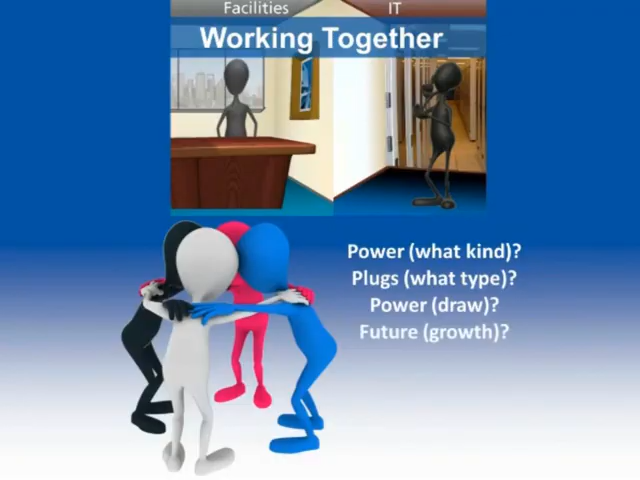 Facilities IT
Working Together
Power (what kind)?
Plugs (what type)?
Power (draw)?
Future (growth)?